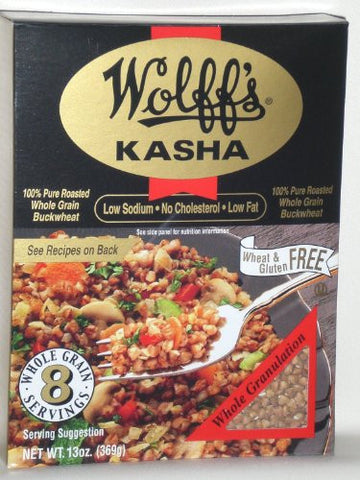 Wolff's®
KASHA
100% Pure Roasted
Whole Grain
Buckwheat
Low Sodium • No Cholesterol • Low Fat
100% Pure Roasted
Whole Grain
Buckwheat
See side panel for nutrition information
See Recipes on Back
Wheat &
Gluten FREE
WHOLE GRAIN
8
SERVINGS
Whole Granulation
Serving Suggestion
NET WT. 13oz. (369g)